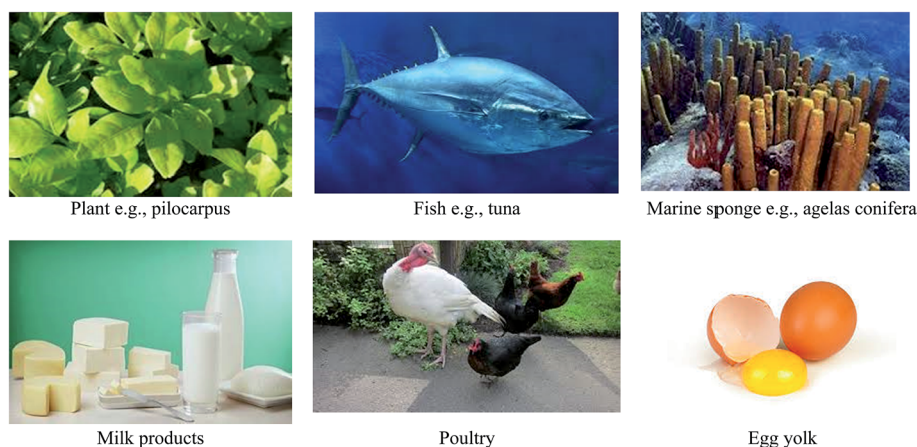 Plant e.g., pilocarpus
Fish e.g., tuna
Marine sponge e.g., agelas conifera
Milk products
Poultry
Egg yolk